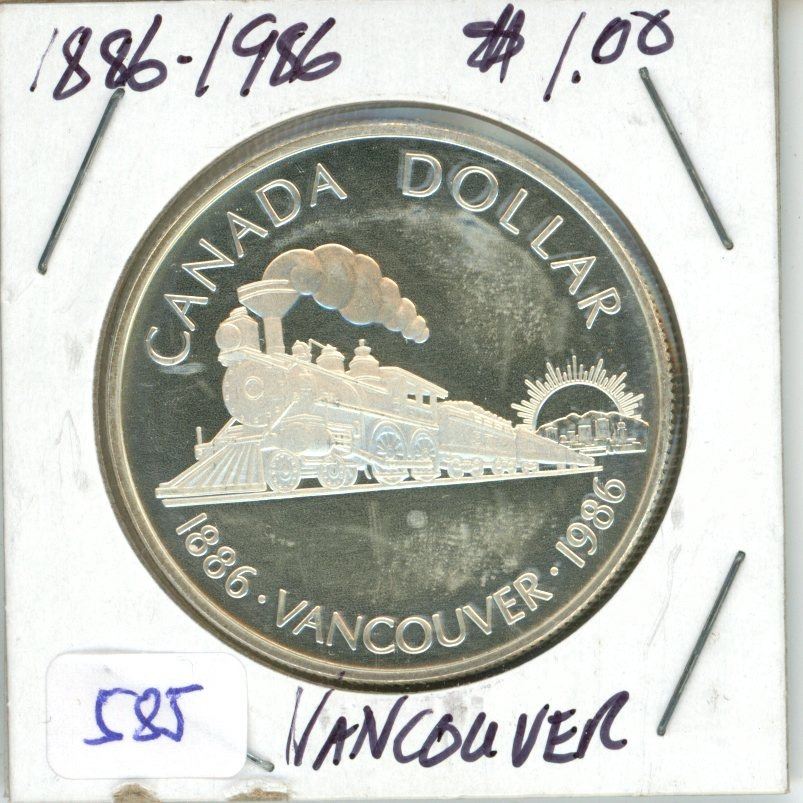 1886-1986 $1.00
CANADA DOLLAR
1886 · VANCOUVER · 1986
585
VANCOUVER